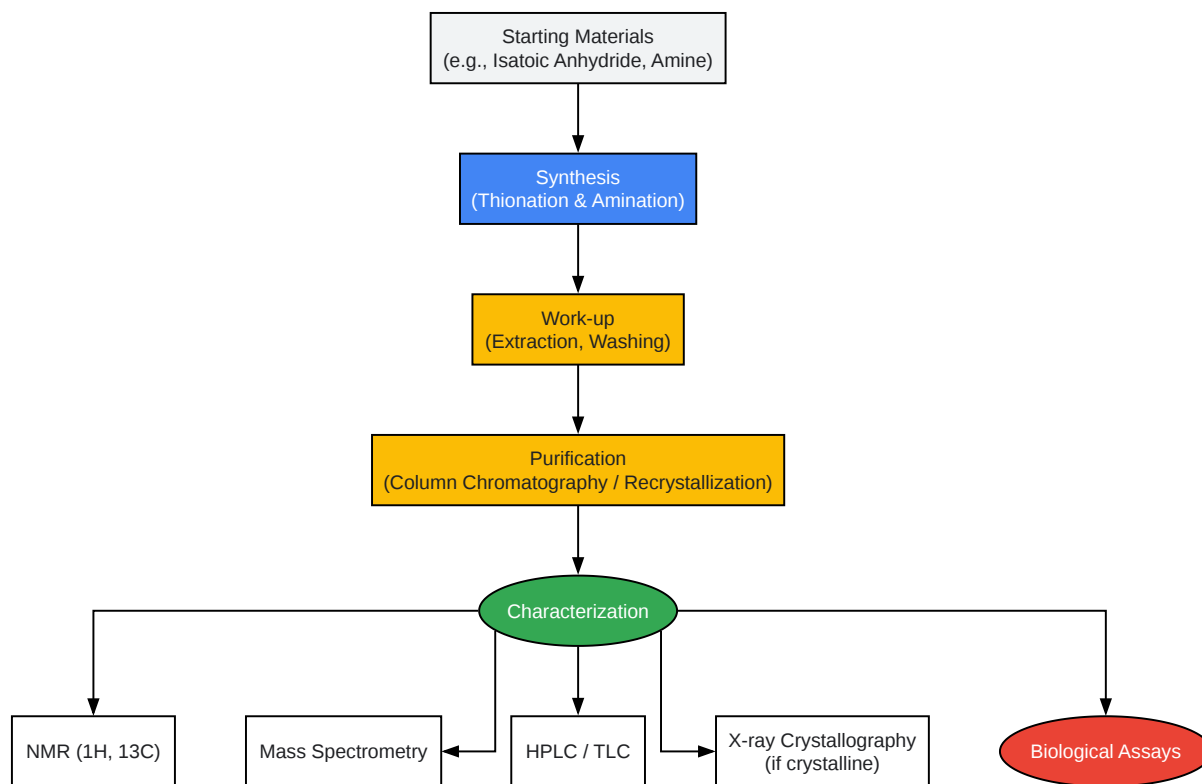 Starting Materials
(e.g., Isatoic Anhydride, Amine)
Synthesis
(Thionation & Amination)
Work-up
(Extraction, Washing)
Purification
(Column Chromatography / Recrystallization)
Characterization
NMR (1H, 13C)
Mass Spectrometry
HPLC / TLC
X-ray Crystallography
(if crystalline)
Biological Assays